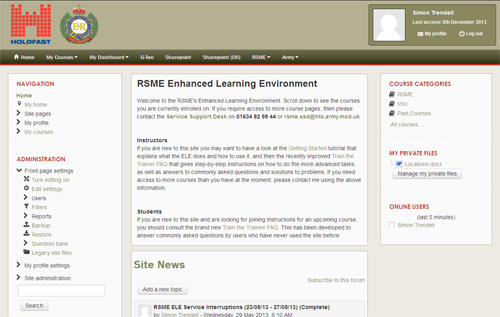 HOLDFAST
Simon Trendell
Last access: 6th December 2013
My profile
Log out
Home
My Courses
My Dashboard
G-Two
Sharepoint
Sharepoint (DII)
RSME
Army
NAVIGATION
Home
My home
Site pages
My profile
My courses
ADMINISTRATION
Front page settings
Turn editing on
Edit settings
Users
Filters
Reports
Backup
Restore
Question bank
Legacy site files
My profile settings
Site administration
Search
RSME Enhanced Learning Environment
Welcome to the RSME's Enhanced Learning Environment. Scroll down to see the courses
you are currently enrolled on. If you require access to more course pages, then please
contact the Service Support Desk on 01634 82 99 44 or rsme.ssd@hts.army.mod.uk
Instructors
If you are new to this site you may want to have a look at the Getting Started tutorial that
explains what the ELE does and how to use it, and then the recently improved Train the
Trainer FAQ that gives step-by-step instructions on how to do the more advanced tasks,
as well as answers to commonly asked questions and solutions to problems. If you need
access to more courses than you have at the moment, please contact me using the above
information.
Students
If you are new to this site and are looking for joining instructions for an upcoming course,
you should consult the brand new Train the Trainee FAQ. This has been developed to
answer commonly asked questions by users who have never used the site before
Site News
Subscribe to this forum
Add a new topic
RSME ELE Service Interruptions (23/05/13 - 27/05/13) (Complete)
by Simon Trendell - Wednesday, 29 May 2013, 8:10 AM
COURSE CATEGORIES
RSME
Misc
Past Courses
All courses ...
MY PRIVATE FILES
Locations.docx
Manage my private files
ONLINE USERS
(last 5 minutes)
Simon Trendell